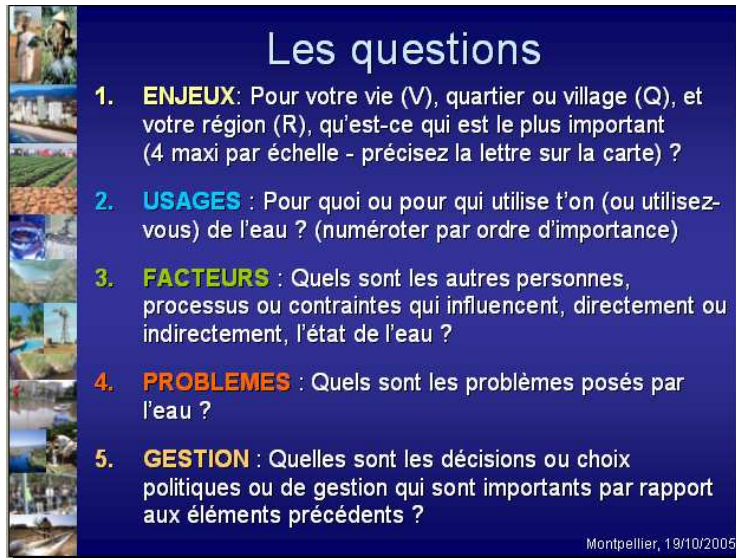 Les questions
1. ENJEUX: Pour votre vie (V), quartier ou village (Q), et
votre région (R), qu'est-ce qui est le plus important
(4 maxi par échelle - précisez la lettre sur la carte) ?
2. USAGES : Pour quoi ou pour qui utilise t'on (ou utilisez-
vous) de l'eau ? (numéroter par ordre d'importance)
3. FACTEURS : Quels sont les autres personnes,
processus ou contraintes qui influencent, directement ou
indirectement, l'état de l'eau ?
4. PROBLEMES : Quels sont les problèmes posés par
l'eau ?
5. GESTION : Quelles sont les décisions ou choix
politiques ou de gestion qui sont importants par rapport
aux éléments précédents ?
Montpellier, 19/10/2005